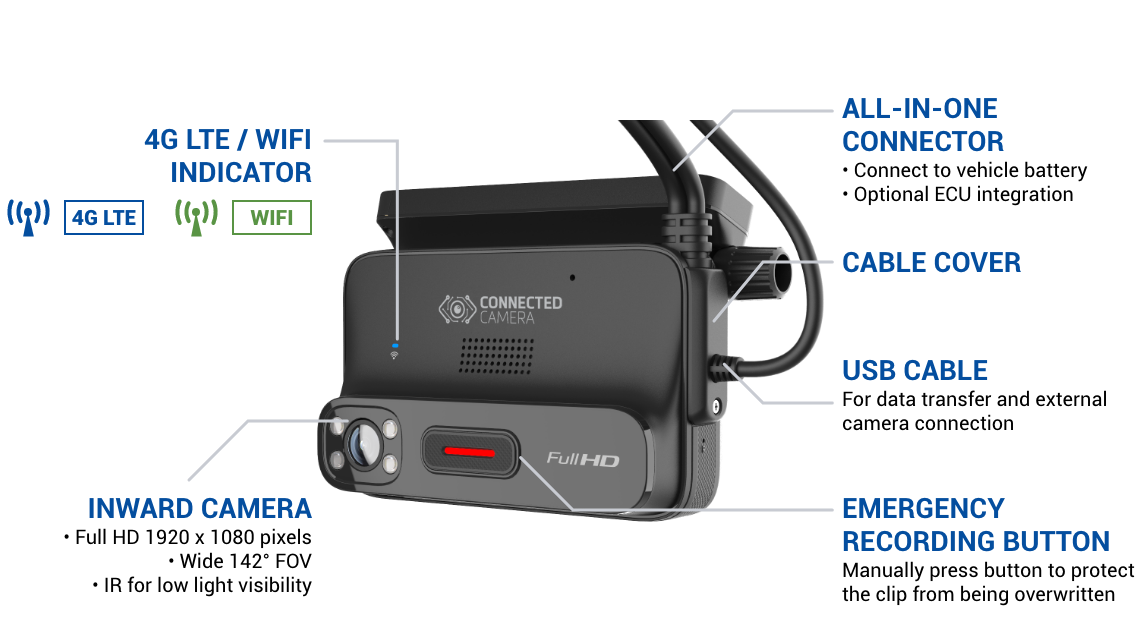 4G LTE / WIFI
INDICATOR
4G LTE
WIFI
ALL-IN-ONE
CONNECTOR
• Connect to vehicle battery
• Optional ECU integration
CABLE COVER
CONNECTED
CAMERA
USB CABLE
For data transfer and external
camera connection
Full HD
INWARD CAMERA
• Full HD 1920 x 1080 pixels
• Wide 142° FOV
• IR for low light visibility
EMERGENCY
RECORDING BUTTON
Manually press button to protect
the clip from being overwritten